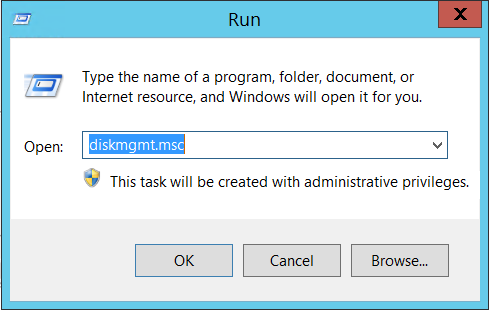 Run
X
Type the name of a program, folder, document, or
Internet resource, and Windows will open it for you.
Open: diskmgmt.msc
This task will be created with administrative privileges.
OK Cancel Browse...